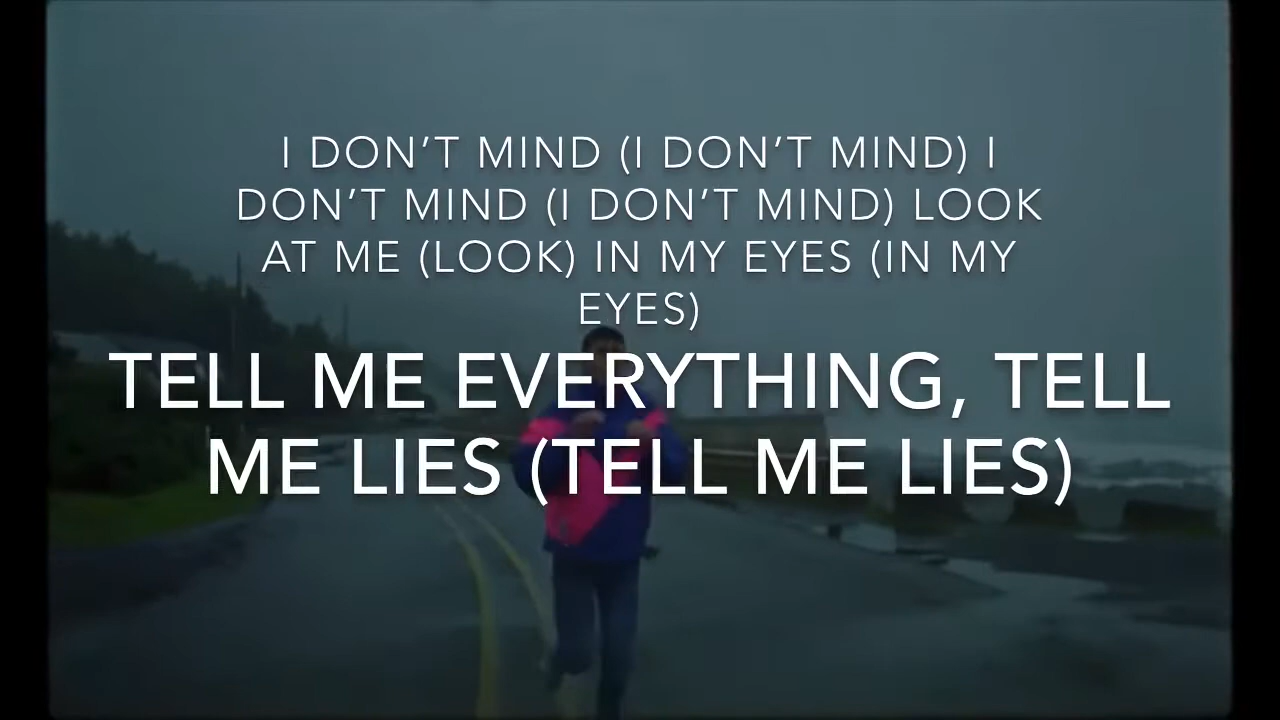 I DON’T MIND (I DON’T MIND) I
DON’T MIND (I DON’T MIND) LOOK
AT ME (LOOK) IN MY EYES (IN MY
EYES)
TELL ME EVERYTHING, TELL
ME LIES (TELL ME LIES)